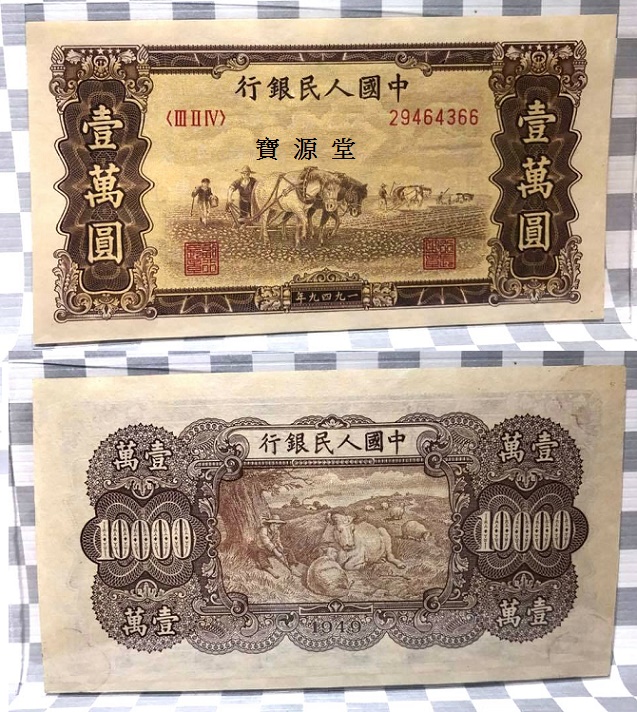 中國人民銀行
〈III II IV〉
29464366
壹萬圓
壹萬圓
寶源堂
一九四九年
中國人民銀行
壹萬
壹萬
10000
10000
壹萬
壹萬
1949